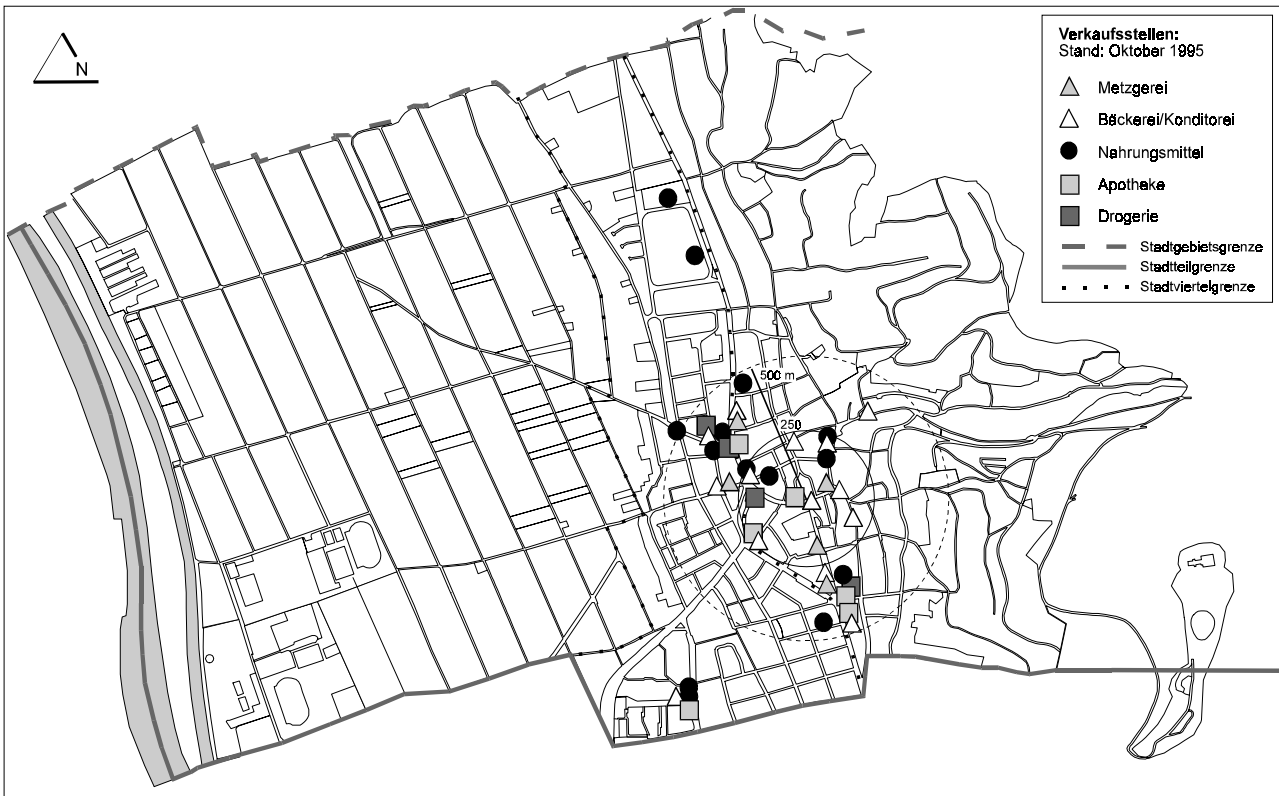 N
Verkaufsstellen:
Stand: Oktober 1995
Metzgerei
Bäckerei/Konditorei
Nahrungsmittel
Apotheke
Drogerie
Stadtgebietsgrenze
Stadtteilgrenze
Stadtviertelgrenze
500 m
250